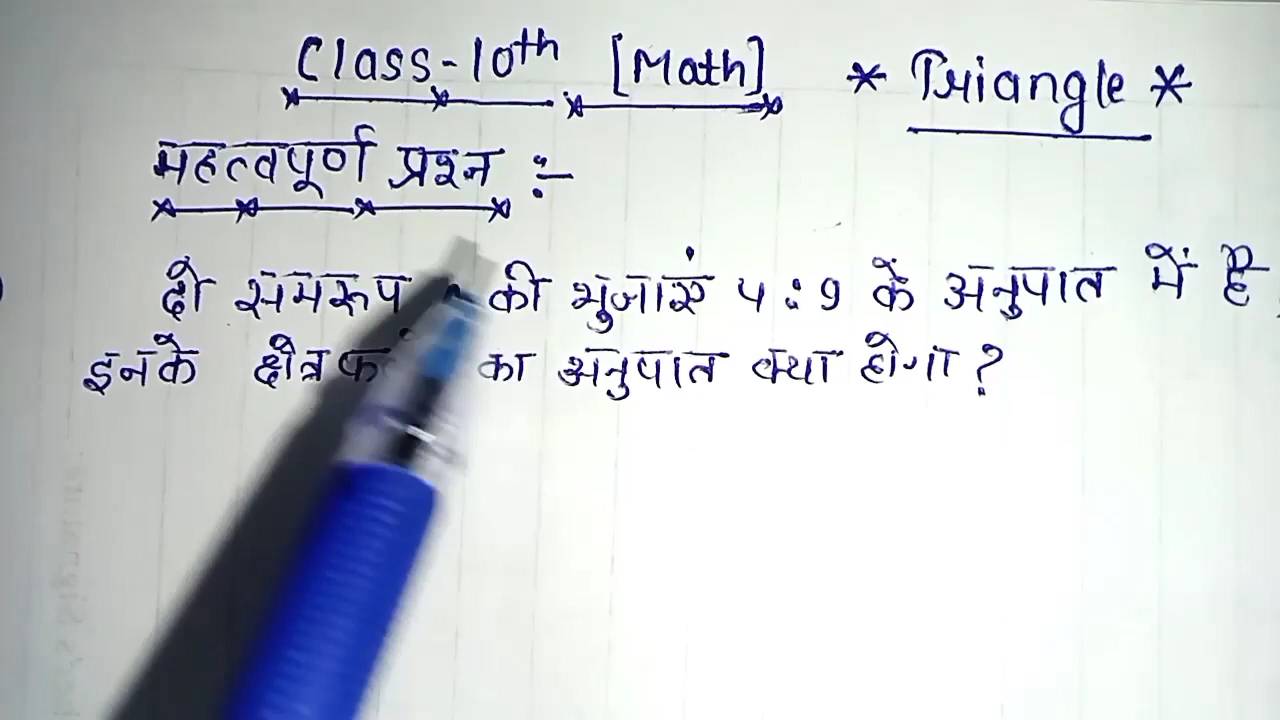 Class-10th [Math] * Triangle *
महत्वपूर्ण प्रश्न :-
दो समरूप की भुजाएं 4:9 के अनुपात में है,
इनके का अनुपात क्या होगा ?